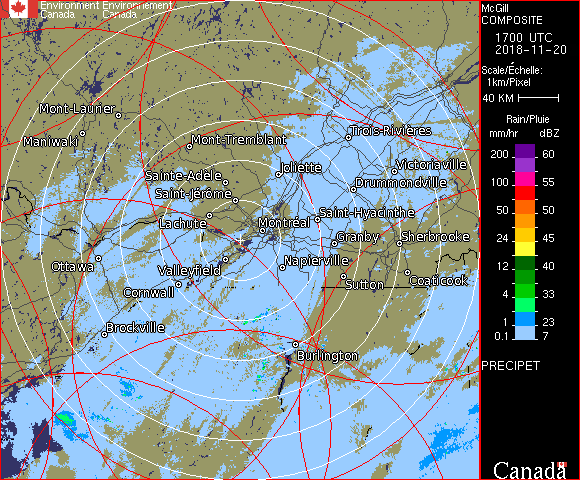 Environment Environnement
Canada Canada
McGill
COMPOSITE
1700 UTC
2018-11-20
Scale/Échelle:
1km/Pixel
40 KM
Rain/Pluie
mm/hr dBZ
200 60
100 55
50 50
24 45
12 40
4 33
1 23
0.1 7
PRECIPET
Canada
Mont-Laurier
Maniwaki
Mont-Tremblant
Trois-Rivières
Joliette
Victoriaville
Sainte-Adèle
Drummondville
Saint-Jérôme
Lachute
Saint-Hyacinthe
Montréal
Granby
Sherbrooke
Ottawa
Valleyfield
Napierville
Cornwall
Sutton
Coaticook
Brockville
Burlington